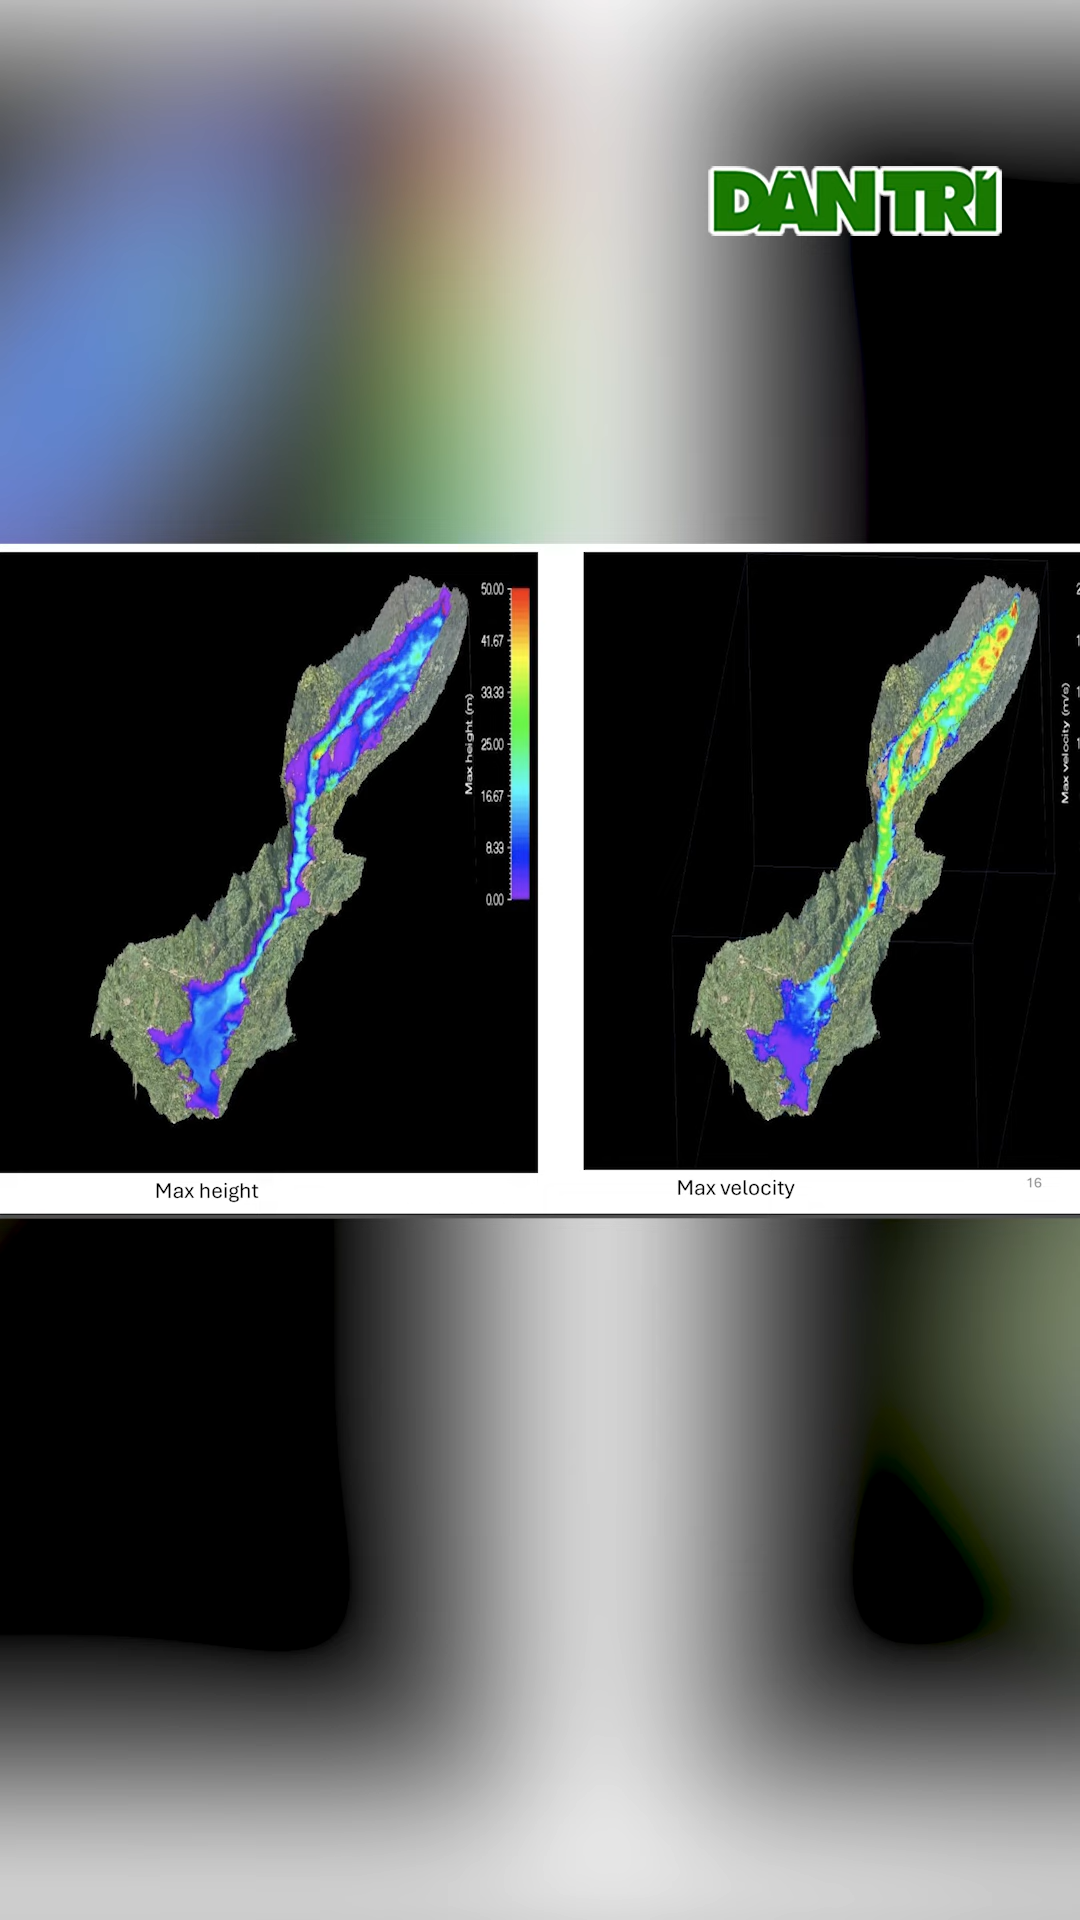 DÂN TRÍ
50.00
41.67
33.33
25.00
16.67
8.33
0.00
Max height (m)
Max velocity (m/s)
Max height
Max velocity
16